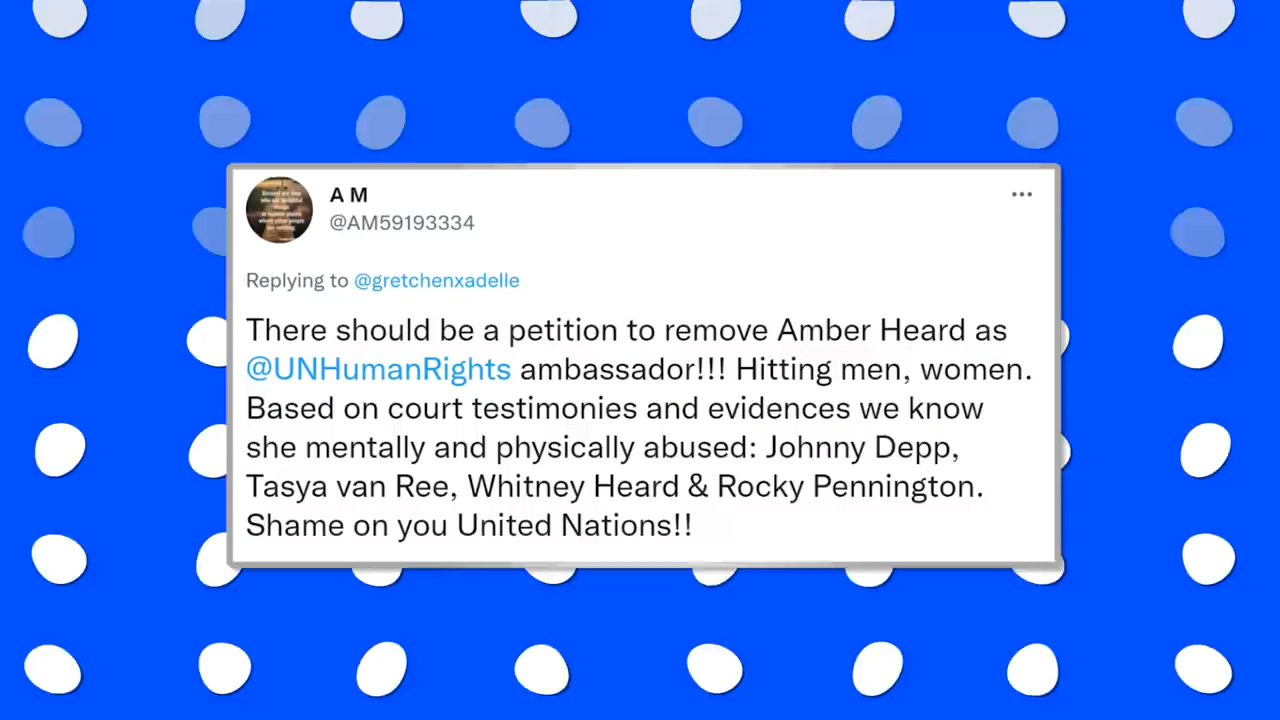 A M
@AM59193334
Replying to @gretchenxadelle
There should be a petition to remove Amber Heard as
@UNHumanRights ambassador!!! Hitting men, women.
Based on court testimonies and evidences we know
she mentally and physically abused: Johnny Depp,
Tasya van Ree, Whitney Heard & Rocky Pennington.
Shame on you United Nations!!